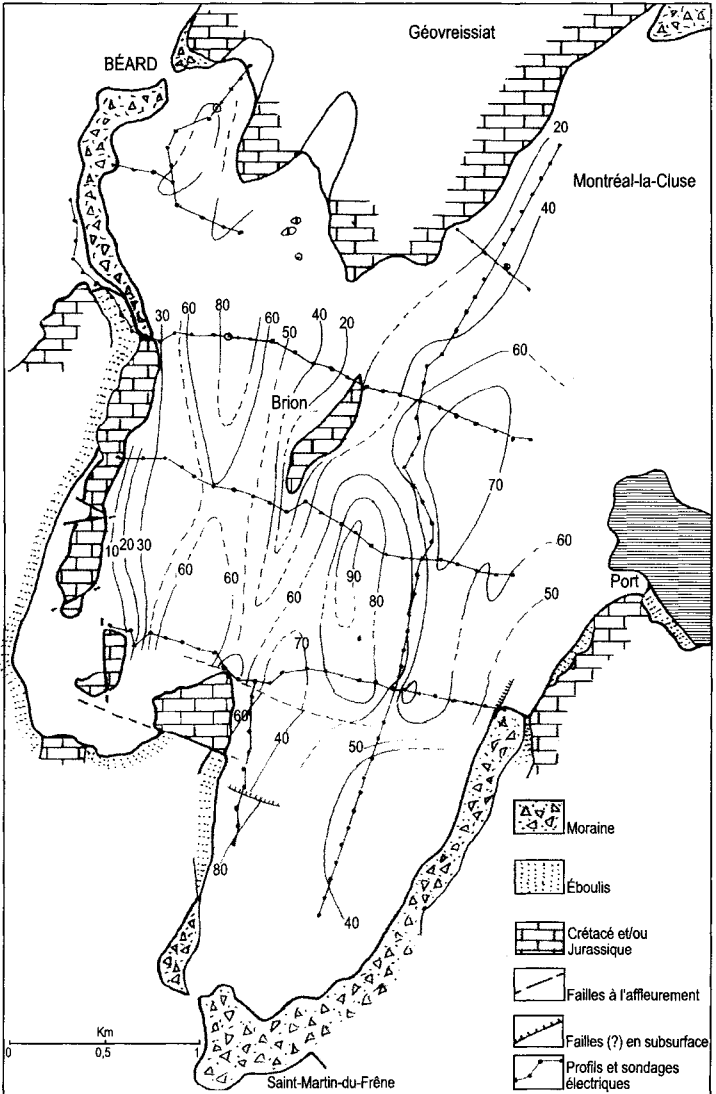 Géovreissiat
BÉARD
20
Montréal-la-Cluse
40
30
60
80
60
50
40
20
60
Brion
70
10
20
30
60
60
60
90
80
60
50
Port
70
60
40
50
80
40
Moraine
Éboulis
Crétacé et/ou
Jurassique
Failles à l'affleurement
Failles (?) en subsurface
Profils et sondages
électriques
Km
0
0,5
1
Saint-Martin-du-Frêne